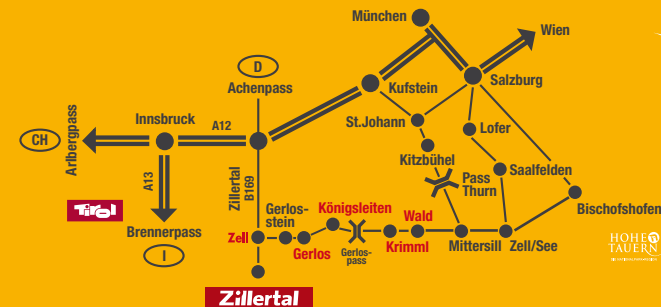 München
Wien
D
Achenpass
Kufstein
Salzburg
Innsbruck
St.Johann
Lofer
CH
Arlbergpass
A12
Kitzbühel
Saalfelden
A13
Zillertal
B169
Pass
Thurn
Tirol
Königsleiten
Gerlos-
stein
Wald
Bischofshofen
Brennerpass
Zell
Gerlos
Gerlos-
pass
Krimml
Mittersill
Zell/See
I
HOHE
TAUERN
Zillertal